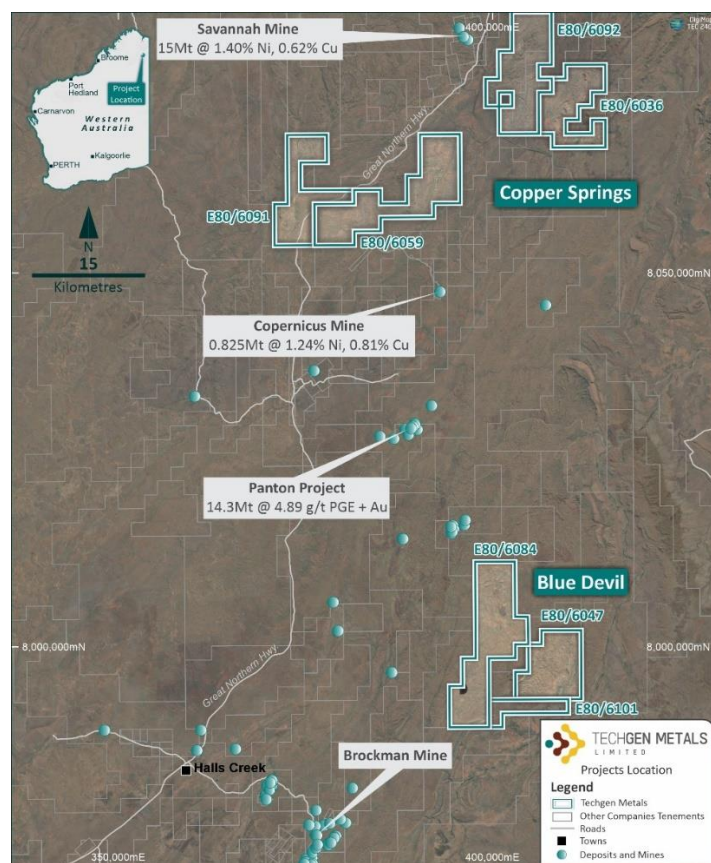 Savannah Mine
15Mt @ 1.40% Ni, 0.62% Cu
400,000mE
E80/6092
E80/6036
Broome
Port
Hedland
Project
Location
Carnarvon
Western
Australia
PERTH
Kalgoorlie
Great Northern Hwy.
Copper Springs
E80/6091
E80/6059
N
15
Kilometres
8,050,000mN
Copernicus Mine
0.825Mt @ 1.24% Ni, 0.81% Cu
Panton Project
14.3Mt @ 4.89 g/t PGE + Au
E80/6084
Blue Devil
E80/6047
8,000,000mN
8,000,000mN
Great Northern Hwy.
E80/6101
Halls Creek
Brockman Mine
350,000mE
400,000mE
TECHGEN METALS
LIMITED
Projects Location
Legend
Techgen Metals
Other Companies Tenements
Roads
Towns
Deposits and Mines